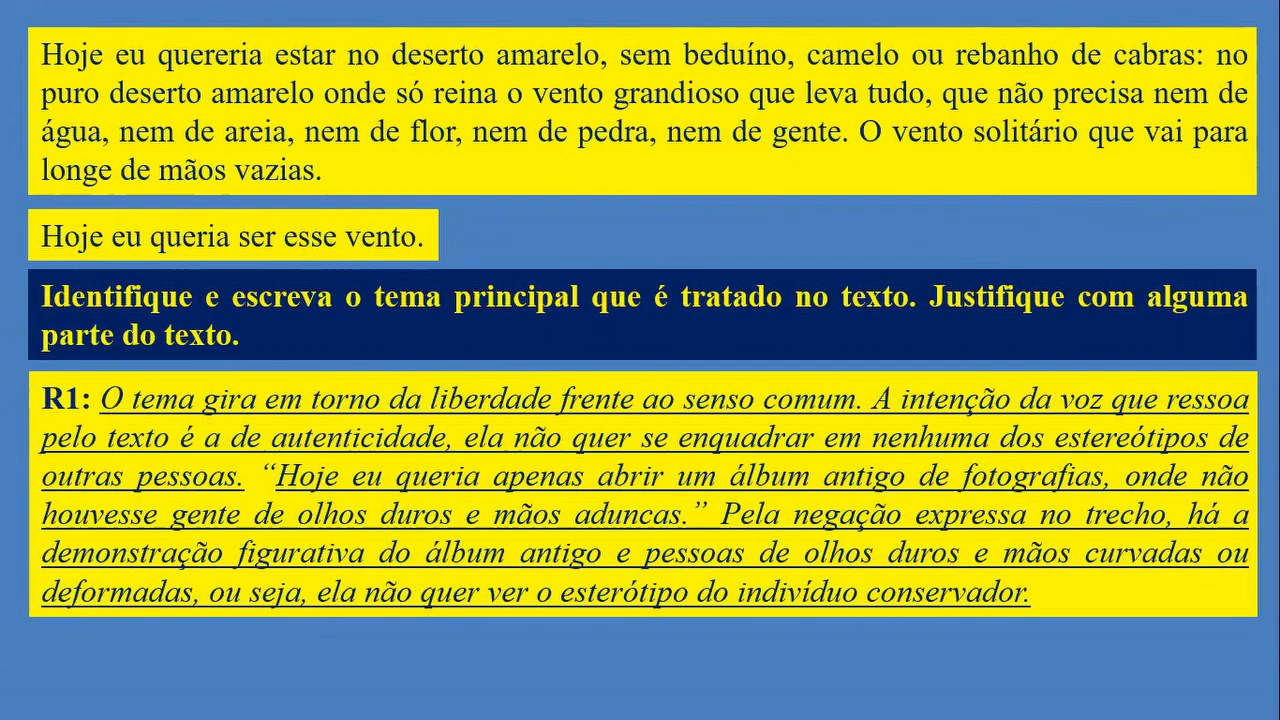 Hoje eu quereria estar no deserto amarelo, sem beduíno, camelo ou rebanho de cabras: no
puro deserto amarelo onde só reina o vento grandioso que leva tudo, que não precisa nem de
água, nem de areia, nem de flor, nem de pedra, nem de gente. O vento solitário que vai para
longe de mãos vazias.
Hoje eu queria ser esse vento.
Identifique e escreva o tema principal que é tratado no texto. Justifique com alguma
parte do texto.
R1: O tema gira em torno da liberdade frente ao senso comum. A intenção da voz que ressoa
pelo texto é a de autenticidade, ela não quer se enquadrar em nenhuma dos estereótipos de
outras pessoas. “Hoje eu queria apenas abrir um álbum antigo de fotografias, onde não
houvesse gente de olhos duros e mãos aduncas.” Pela negação expressa no trecho, há a
demonstração figurativa do álbum antigo e pessoas de olhos duros e mãos curvadas ou
deformadas, ou seja, ela não quer ver o esterótipo do indivíduo conservador.